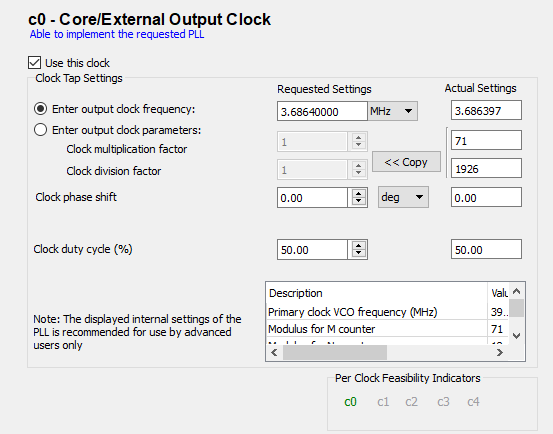 c0 - Core/External Output Clock
Able to implement the requested PLL
Use this clock
Clock Tap Settings
Requested Settings
Actual Settings
Enter output clock frequency:
3.68640000
MHz
3.686397
Enter output clock parameters:
Clock multiplication factor
1
71
<< Copy
Clock division factor
1
1926
Clock phase shift
0.00
deg
0.00
Clock duty cycle (%)
50.00
50.00
Note: The displayed internal settings of the
PLL is recommended for use by advanced
users only
Description
Primary clock VCO frequency (MHz)
39...
Modulus for M counter
71
Per Clock Feasibility Indicators
c0 c1 c2 c3 c4